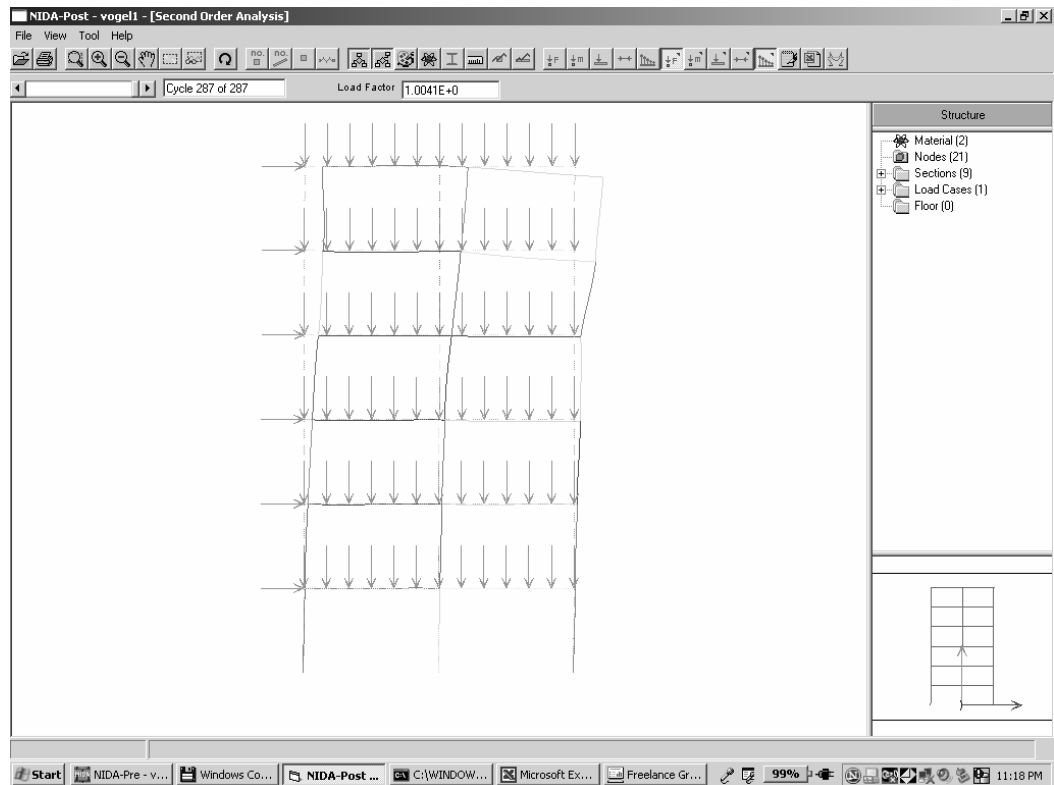 NIDA-Post - vogel1 - [Second Order Analysis]
File View Tool Help
no. no.
F m F m
Cycle 287 of 287 Load Factor 1.0041E+0
Structure
Material (2)
Nodes (21)
Sections (9)
Load Cases (1)
Floor (0)
Start NIDA-Pre - v... Windows Co... NIDA-Post ... C:\WINDOW... Microsoft Ex... Freelance Gr... 99% 11:18 PM